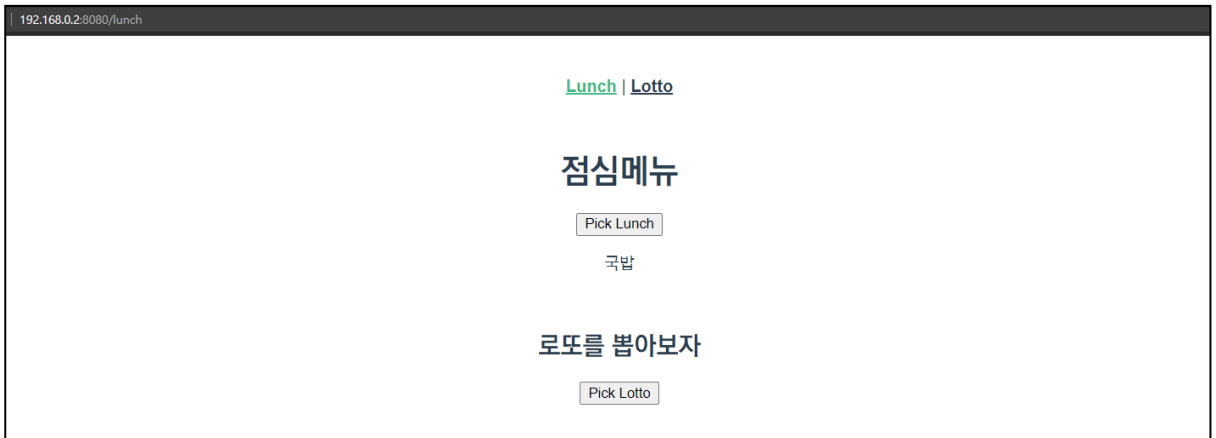 192.168.0.2:8080/lunch
Lunch | Lotto
점심메뉴
Pick Lunch
국밥
로또를 뽑아보자
Pick Lotto